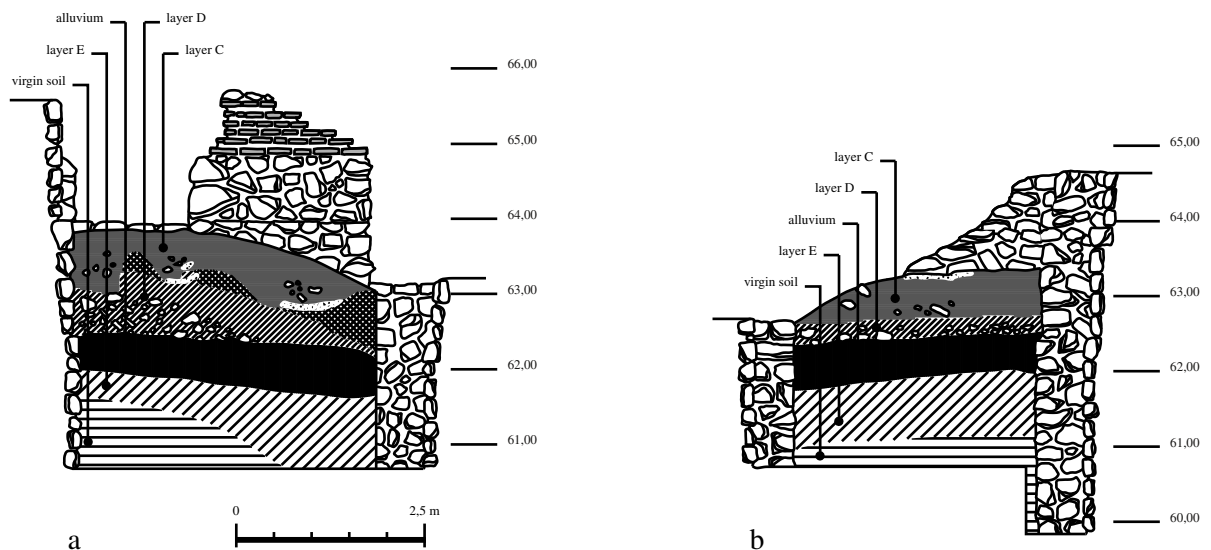 alluvium
layer D
layer E
layer C
virgin soil
66,00
65,00
64,00
63,00
62,00
61,00
0
2,5 m
a
65,00
layer C
layer D
64,00
alluvium
layer E
virgin soil
63,00
62,00
61,00
60,00
b